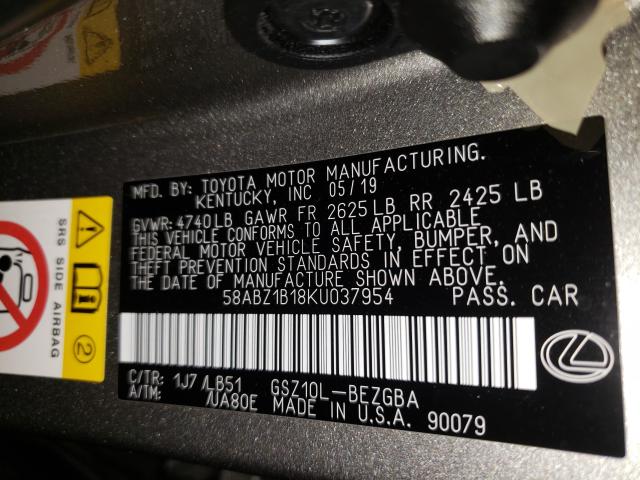 MFD. BY: TOYOTA MOTOR MANUFACTURING.
KENTUCKY, INC 05/19
GVWR: 4740LB GAWR FR 2625LB RR 2425 LB
THIS VEHICLE CONFORMS TO ALL APPLICABLE
FEDERAL MOTOR VEHICLE SAFETY, BUMPER, AND
THEFT PREVENTION STANDARDS IN EFFECT ON
THE DATE OF MANUFACTURE SHOWN ABOVE.
58ABZ1B18KU037954 PASS. CAR
C/TR: 1J7 /LB51 GSZ10L-BEZGBA
A/TM: /UA80E MADE IN U.S.A. 90079
SRS SIDE AIRBAG
2